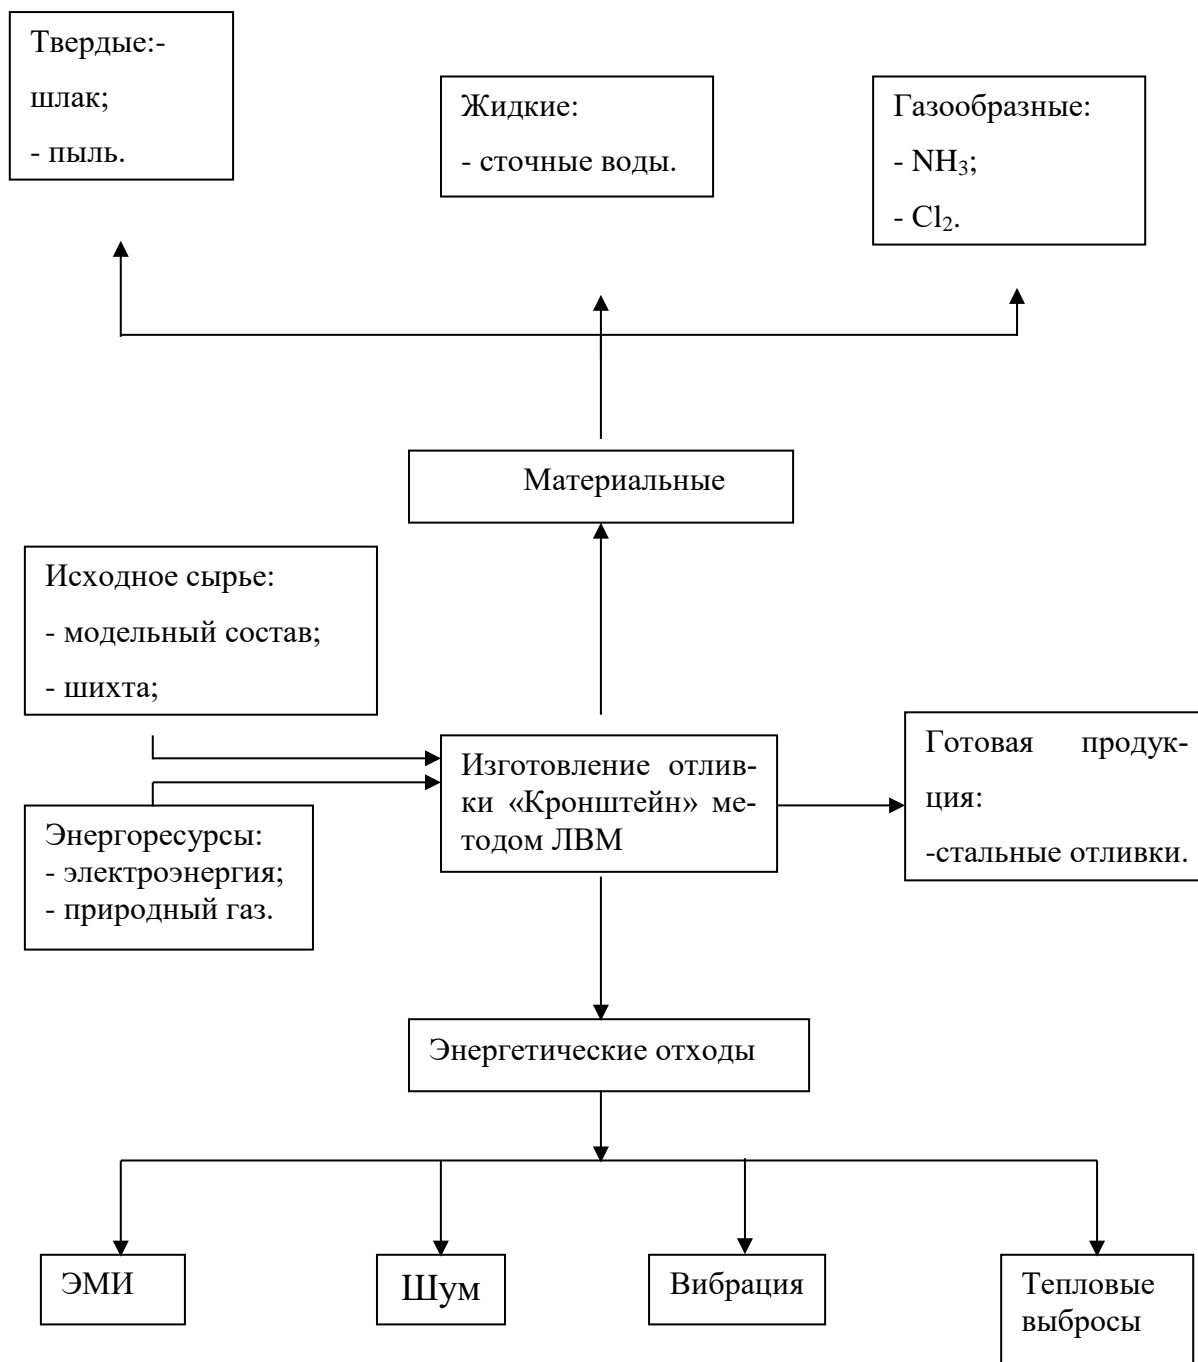 Твердые:-
шлак;
- пыль.
Жидкие:
- сточные воды.
Газообразные:
- NH₃;
- Cl₂.
Материальные
Исходное сырье:
- модельный состав;
- шихта;
Энергоресурсы:
- электроэнергия;
- природный газ.
Изготовление отлив-
ки «Кронштейн» ме-
тодом ЛВМ
Готовая продук-
ция:
-стальные отливки.
Энергетические отходы
ЭМИ
Шум
Вибрация
Тепловые
выбросы